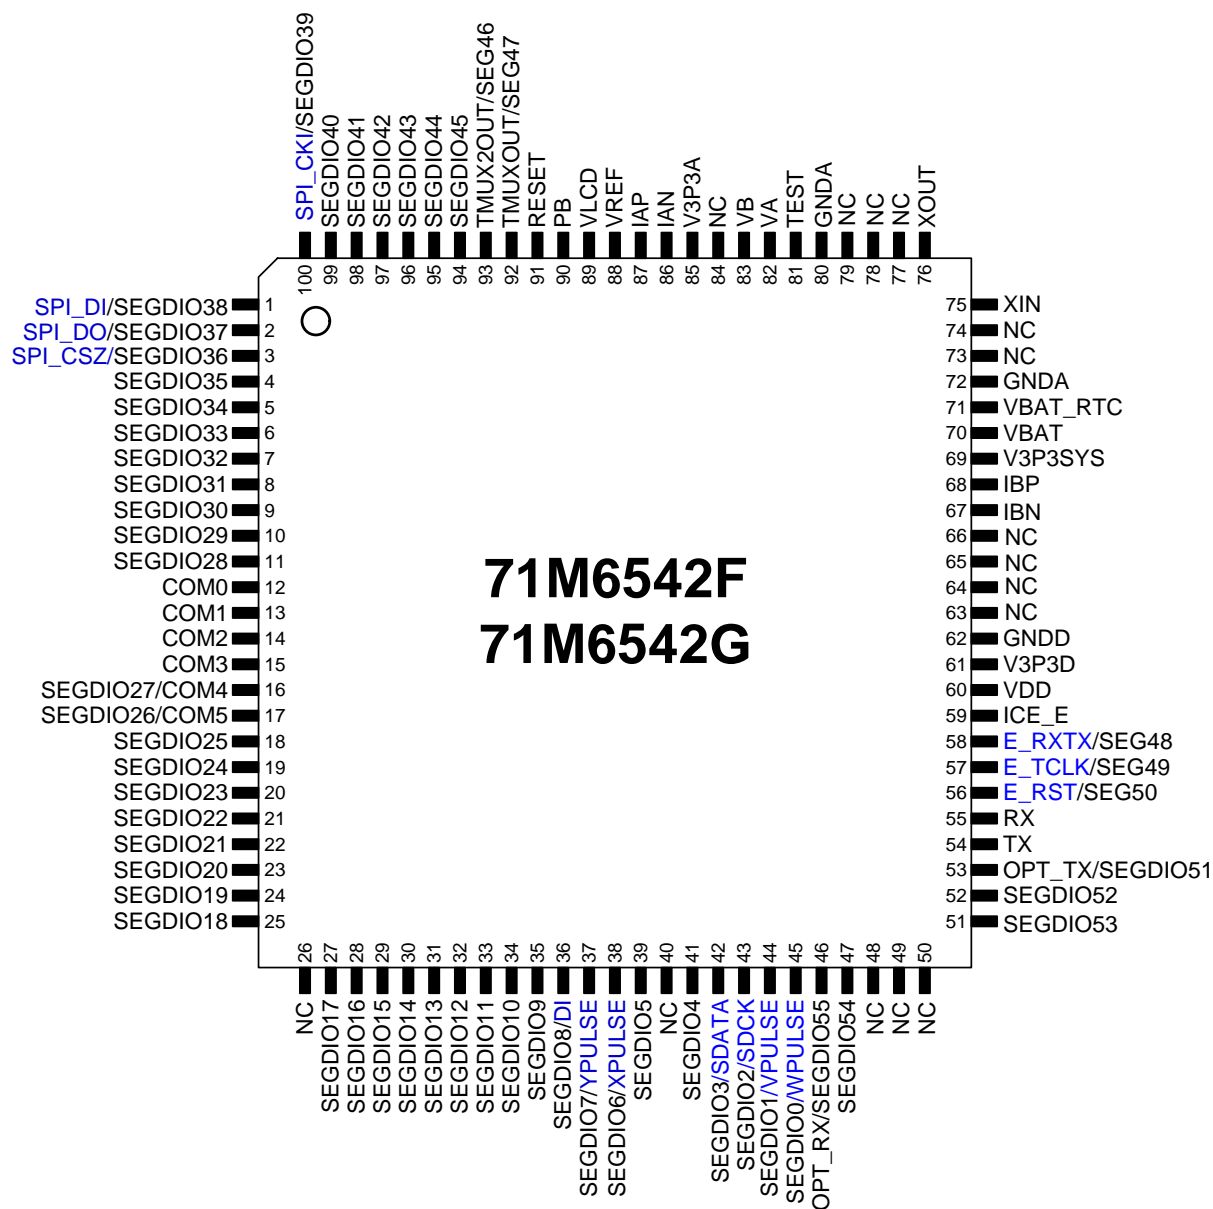 SPI_CKI/SEGDIO39
SEGDIO40
SEGDIO41
SEGDIO42
SEGDIO43
SEGDIO44
SEGDIO45
TMUX2OUT/SEG46
TMUXOUT/SEG47
RESET
PB
VLCD
VREF
IAP
IAN
V3P3A
NC
VB
VA
TEST
GNDA
NC
NC
NC
XOUT
100
99
98
97
96
95
94
93
92
91
90
89
88
87
86
85
84
83
82
81
80
79
78
77
76
SPI_DI/SEGDIO38 1
SPI_DO/SEGDIO37 2
SPI_CSZ/SEGDIO36 3
SEGDIO35 4
SEGDIO34 5
SEGDIO33 6
SEGDIO32 7
SEGDIO31 8
SEGDIO30 9
SEGDIO29 10
SEGDIO28 11
COM0 12
COM1 13
COM2 14
COM3 15
SEGDIO27/COM4 16
SEGDIO26/COM5 17
SEGDIO25 18
SEGDIO24 19
SEGDIO23 20
SEGDIO22 21
SEGDIO21 22
SEGDIO20 23
SEGDIO19 24
SEGDIO18 25
71M6542F
71M6542G
75 XIN
74 NC
73 NC
72 GNDA
71 VBAT_RTC
70 VBAT
69 V3P3SYS
68 IBP
67 IBN
66 NC
65 NC
64 NC
63 NC
62 GNDD
61 V3P3D
60 VDD
59 ICE_E
58 E_RXTX/SEG48
57 E_TCLK/SEG49
56 E_RST/SEG50
55 RX
54 TX
53 OPT_TX/SEGDIO51
52 SEGDIO52
51 SEGDIO53
26
27
28
29
30
31
32
33
34
35
36
37
38
39
40
41
42
43
44
45
46
47
48
49
50
NC
SEGDIO17
SEGDIO16
SEGDIO15
SEGDIO14
SEGDIO13
SEGDIO12
SEGDIO11
SEGDIO10
SEGDIO9
SEGDIO8/DI
SEGDIO7/YPULSE
SEGDIO6/XPULSE
SEGDIO5
NC
SEGDIO4
SEGDIO3/SDATA
SEGDIO2/SDCK
SEGDIO1/VPULSE
SEGDIO0/WPULSE
OPT_RX/SEGDIO55
SEGDIO54
NC
NC
NC